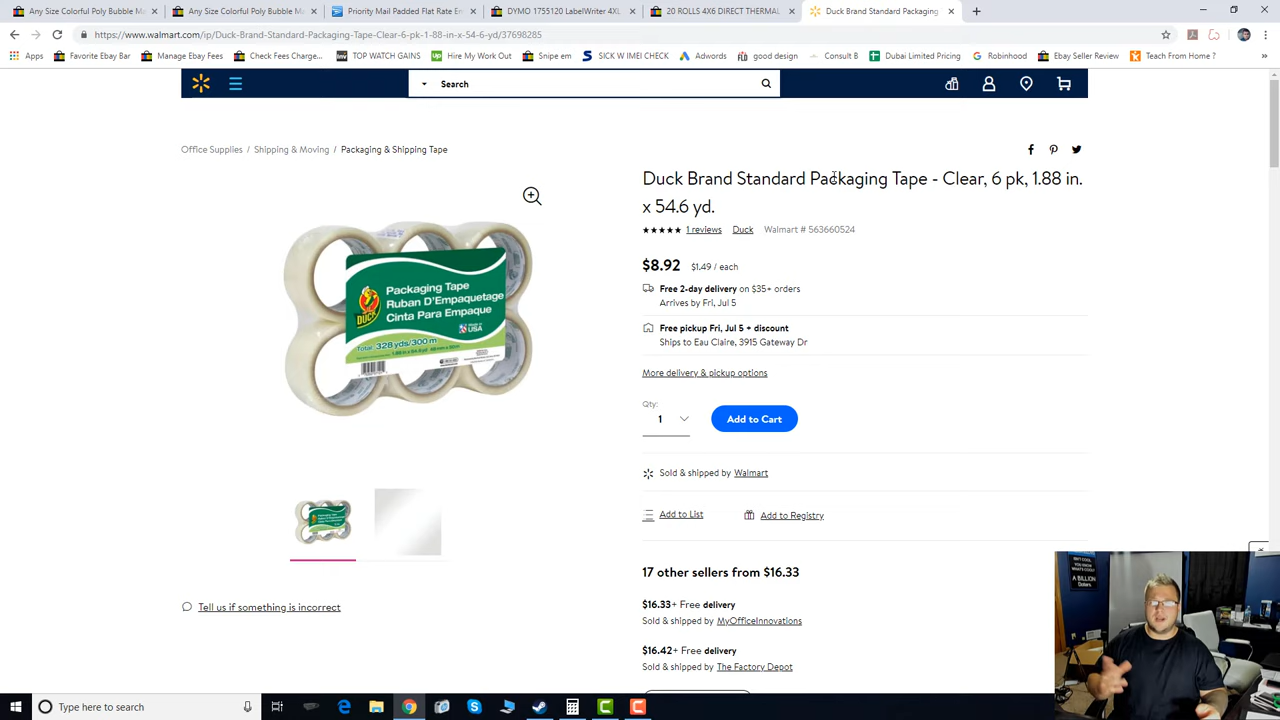 Any Size Colorful Poly Bubble Ma
Any Size Colorful Poly Bubble Ma
Priority Mail Padded Flat Rate En
DYMO 1755120 LabelWriter 4XL
20 ROLLS 4X6 DIRECT THERMAL
Duck Brand Standard Packaging
https://www.walmart.com/ip/Duck-Brand-Standard-Packaging-Tape-Clear-6-pk-1-88-in-x-54-6-yd/37698285
Apps
Favorite Ebay Bar
Manage Ebay Fees
Check Fees Charge...
TOP WATCH GAINS
Hire My Work Out
Snipe em
SICK W IMEI CHECK
Adwords
good design
Consult B
Dubai Limited Pricing
Robinhood
Ebay Seller Review
Teach From Home ?
Search
Office Supplies / Shipping & Moving / Packaging & Shipping Tape
Duck Brand Standard Packaging Tape - Clear, 6 pk, 1.88 in.
x 54.6 yd.
1 reviews Duck Walmart # 563660524
$8.92 $1.49 / each
Free 2-day delivery on $35+ orders
Arrives by Fri, Jul 5
Free pickup Fri, Jul 5 + discount
Ships to Eau Claire, 3915 Gateway Dr
More delivery & pickup options
Qty:
1
Add to Cart
Sold & shipped by Walmart
Add to List
Add to Registry
17 other sellers from $16.33
$16.33+ Free delivery
Sold & shipped by MyOfficeInnovations
$16.42+ Free delivery
Sold & shipped by The Factory Depot
Packaging Tape
Ruban D'Empaquetage
Cinta Para Empaque
DUCK
USA
Total: 328 yds/300 m
Tell us if something is incorrect
A BILLION
Type here to search